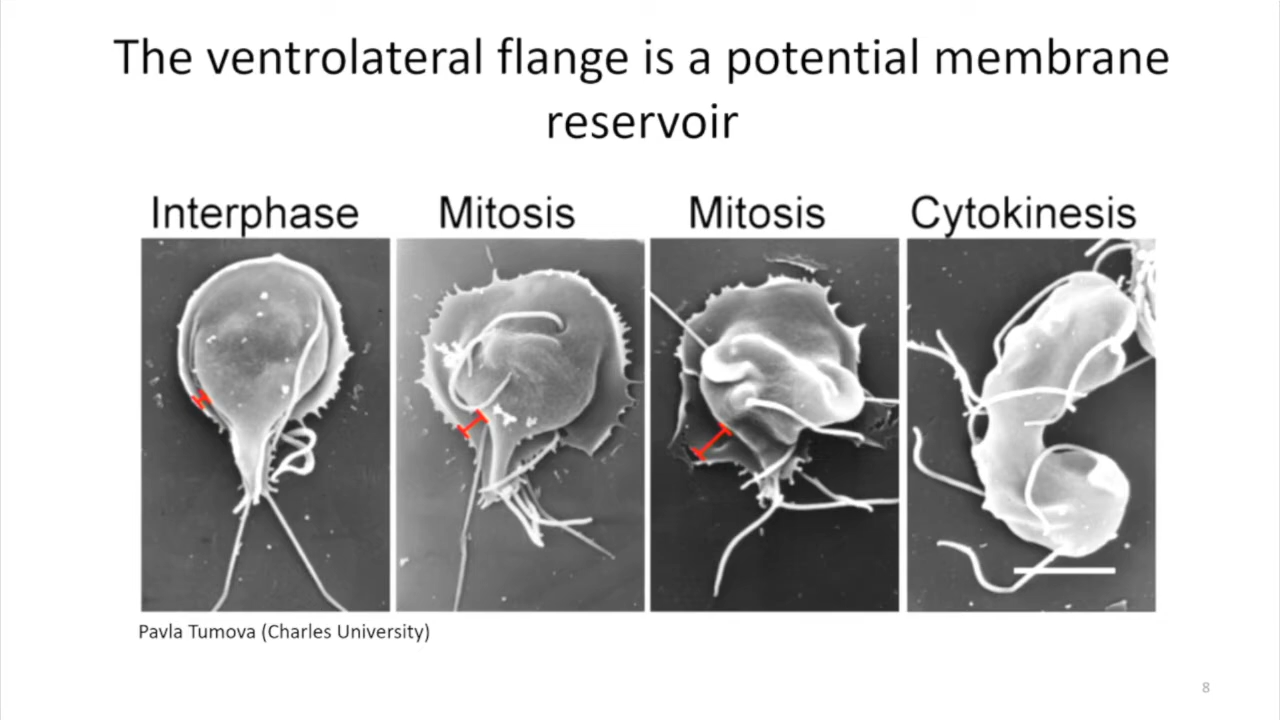 The ventrolateral flange is a potential membrane
reservoir
Interphase
Mitosis
Mitosis
Cytokinesis
Pavla Tumova (Charles University)
8